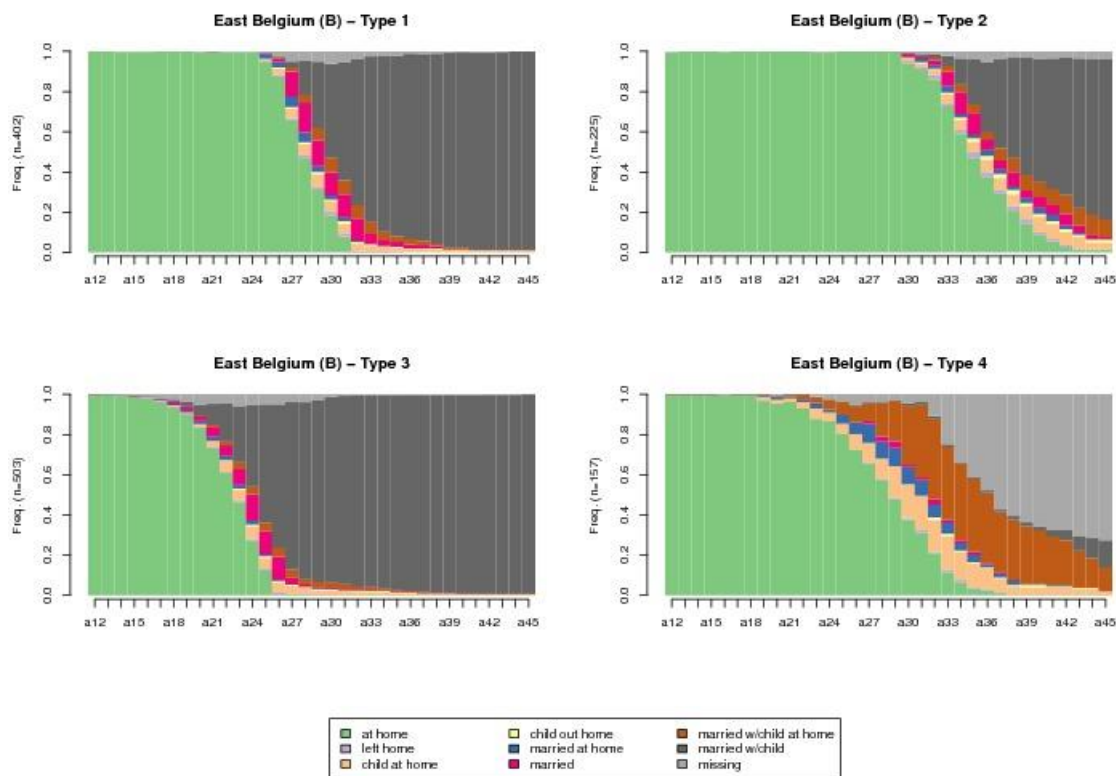 East Belgium (B) – Type 1
East Belgium (B) – Type 2
Freq. (n=402)
0.0 0.2 0.4 0.6 0.8 1.0
a12 a15 a18 a21 a24 a27 a30 a33 a36 a39 a42 a45
Freq. (n=225)
0.0 0.2 0.4 0.6 0.8 1.0
a12 a15 a18 a21 a24 a27 a30 a33 a36 a39 a42 a45
East Belgium (B) – Type 3
East Belgium (B) – Type 4
Freq. (n=503)
0.0 0.2 0.4 0.6 0.8 1.0
a12 a15 a18 a21 a24 a27 a30 a33 a36 a39 a42 a45
Freq. (n=157)
0.0 0.2 0.4 0.6 0.8 1.0
a12 a15 a18 a21 a24 a27 a30 a33 a36 a39 a42 a45
at home child out home married w/child at home
left home married at home married w/child
child at home married missing